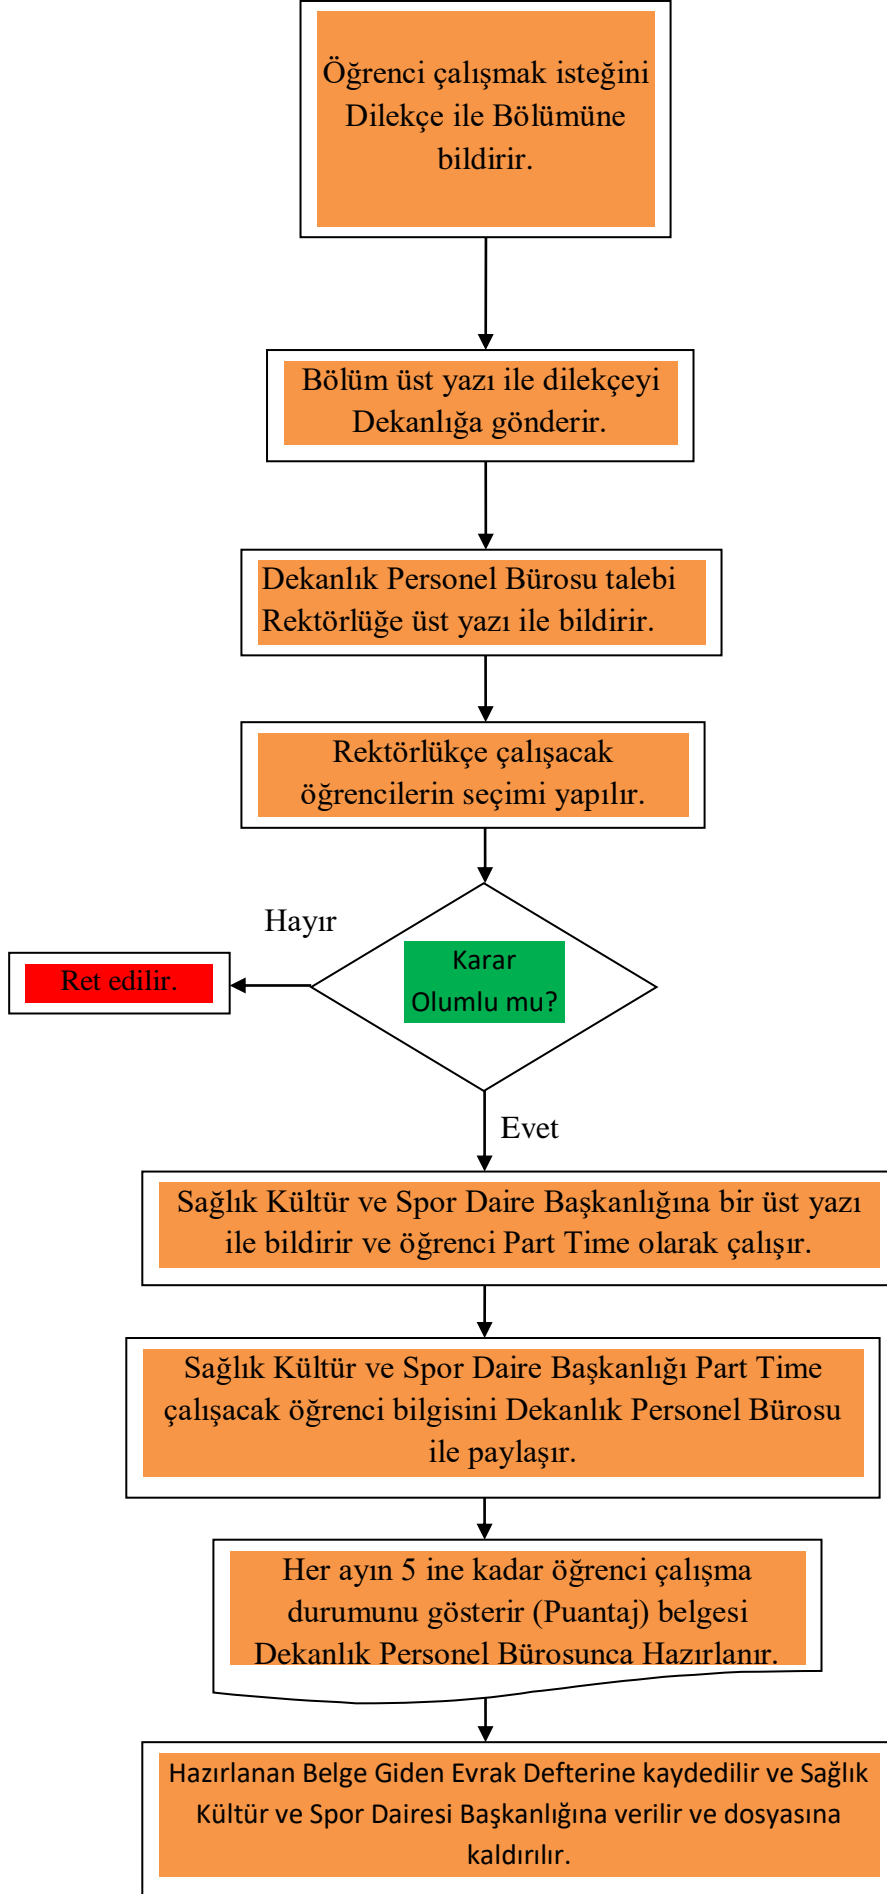 Öğrenci çalışmak isteğini
Dilekçe ile Bölümüne
bildirir.
Bölüm üst yazı ile dilekçeyi
Dekanlığa gönderir.
Dekanlık Personel Bürosu talebi
Rektörlüğe üst yazı ile bildirir.
Rektörlükçe çalışacak
öğrencilerin seçimi yapılır.
Hayır
Karar
Olumlu mu?
Ret edilir.
Evet
Sağlık Kültür ve Spor Daire Başkanlığına bir üst yazı
ile bildirir ve öğrenci Part Time olarak çalışır.
Sağlık Kültür ve Spor Daire Başkanlığı Part Time
çalışacak öğrenci bilgisini Dekanlık Personel Bürosu
ile paylaşır.
Her ayın 5 ine kadar öğrenci çalışma
durumunu gösterir (Puantaj) belgesi
Dekanlık Personel Bürosunca Hazırlanır.
Hazırlanan Belge Giden Evrak Defterine kaydedilir ve Sağlık
Kültür ve Spor Dairesi Başkanlığına verilir ve dosyasına
kaldırılır.